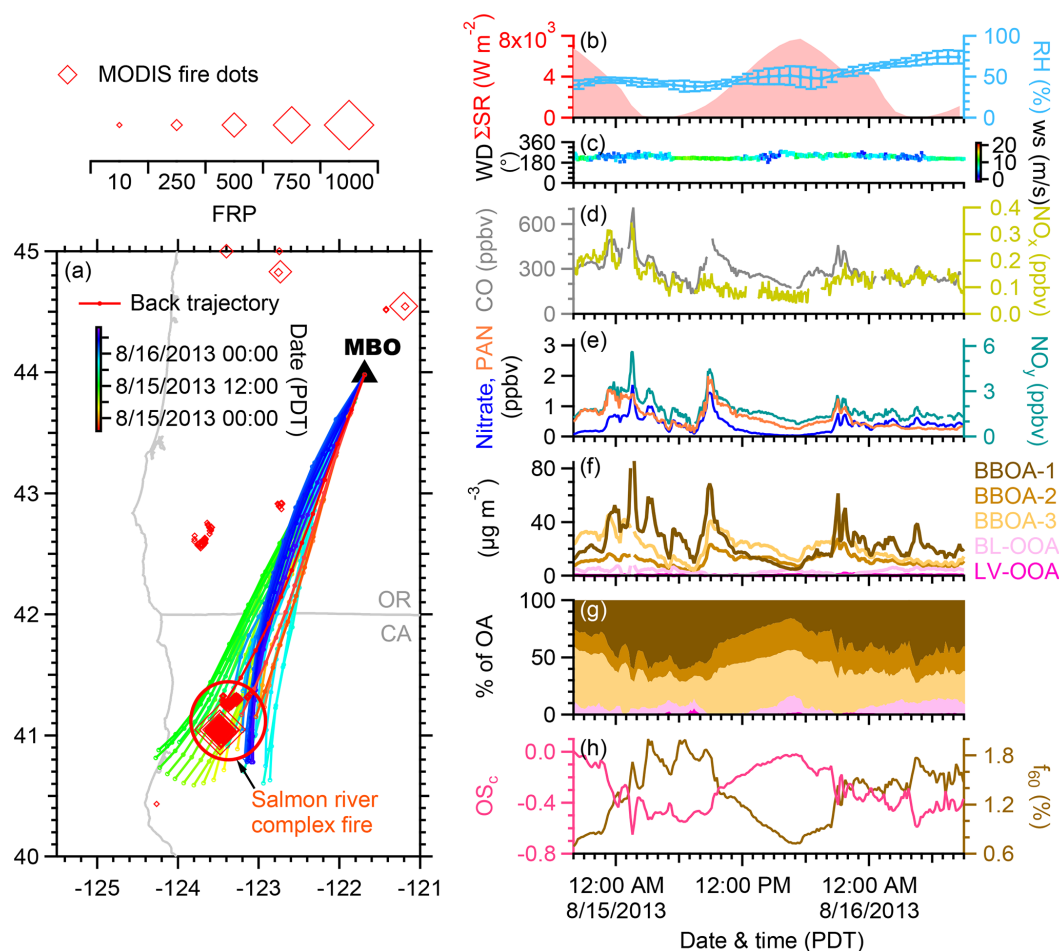 MODIS fire dots
10 250 500 750 1000
FRP
(a)
Back trajectory
8/16/2013 00:00
8/15/2013 12:00
8/15/2013 00:00
Date (PDT)
MBO
OR
CA
Salmon river
complex fire
45
44
43
42
41
40
-125 -124 -123 -122 -121
(b)
ΣSR (W m-2)
8x10³
4
0
RH (%)
100
50
0
(c)
WD (°)
360
180
0
ws (m/s)
20
10
0
(d)
CO (ppbv)
600
300
0
NOx (ppbv)
0.4
0.3
0.2
0.1
0.0
(e)
Nitrate, PAN
(ppbv)
3
2
1
0
NOy (ppbv)
6
3
0
(f)
(µg m-3)
80
40
0
BBOA-1
BBOA-2
BBOA-3
BL-OOA
LV-OOA
(g)
% of OA
100
50
0
(h)
OSc
0.0
-0.4
-0.8
f60 (%)
1.8
1.2
0.6
12:00 AM 12:00 PM 12:00 AM
8/15/2013 8/16/2013
Date & time (PDT)